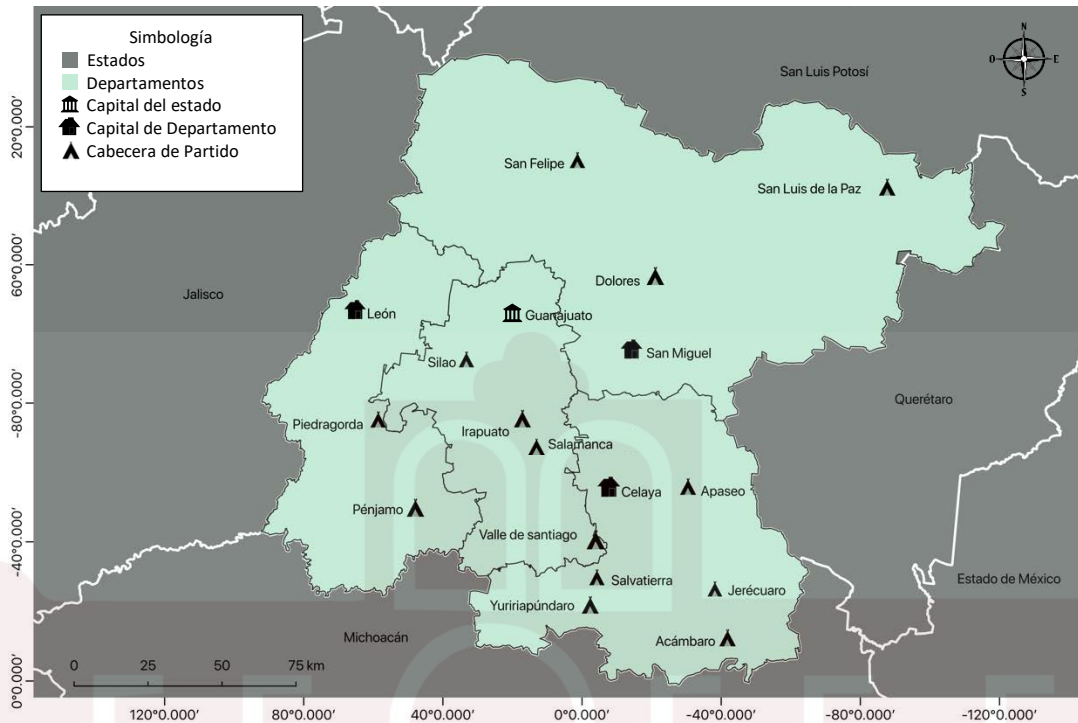 Simbología
Estados
Departamentos
Capital del estado
Capital de Departamento
Cabecera de Partido
N
O
E
S
San Luis Potosí
San Felipe
San Luis de la Paz
Dolores
Jalisco
León
Guanajuato
San Miguel
Silao
Querétaro
Piedragorda
Irapuato
Salamanca
Celaya
Apaseo
Pénjamo
Valle de santiago
Salvatierra
Estado de México
Jerécuaro
Yuririapúndaro
Michoacán
Acámbaro
0 25 50 75 km
20°0.000′
60°0.000′
-80°0.000′
-40°0.000′
0°0.000′
120°0.000′ 80°0.000′ 40°0.000′ 0°0.000′ -40°0.000′ -80°0.000′ -120°0.000′